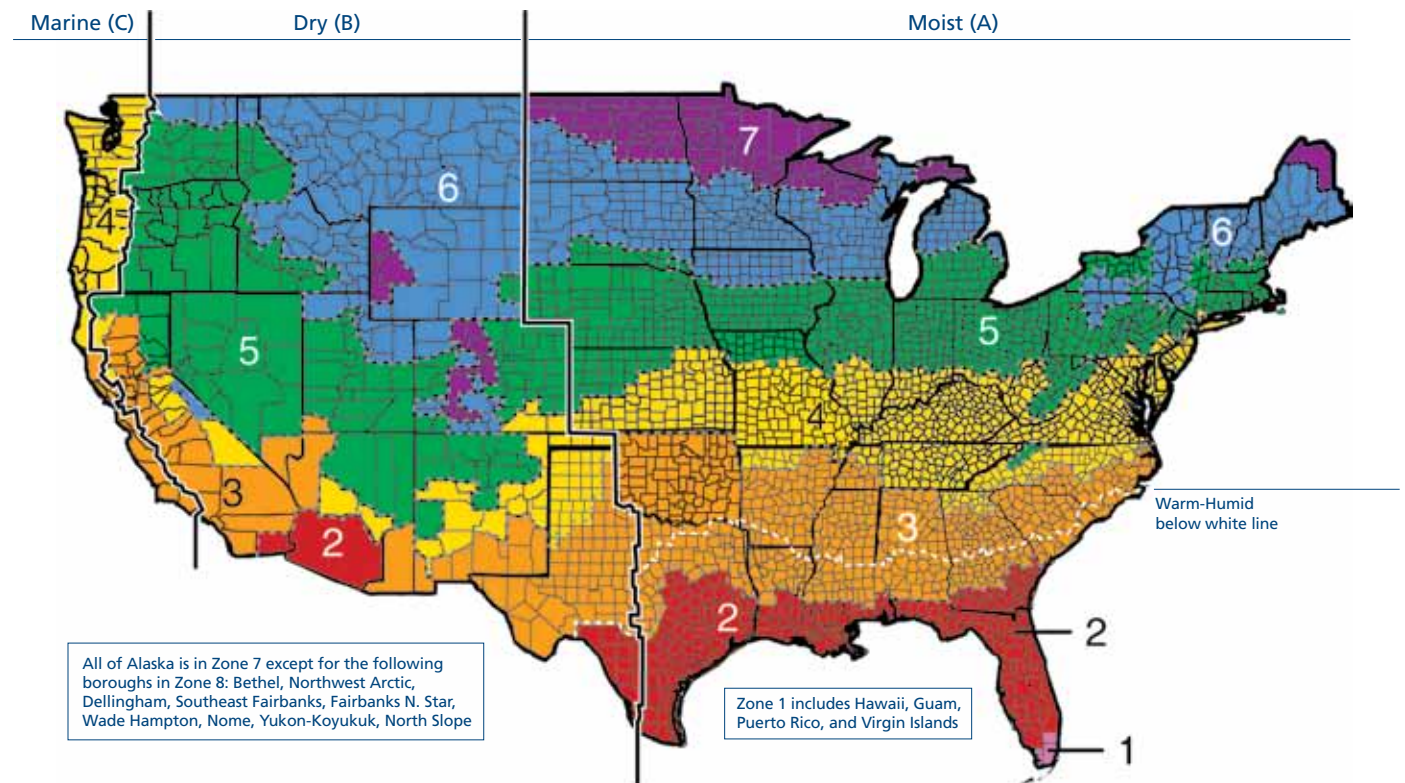 Marine (C)
Dry (B)
Moist (A)
7
6
4
6
5
5
4
3
3
2
2
2
1
Warm-Humid
below white line
All of Alaska is in Zone 7 except for the following
boroughs in Zone 8: Bethel, Northwest Arctic,
Dellingham, Southeast Fairbanks, Fairbanks N. Star,
Wade Hampton, Nome, Yukon-Koyukuk, North Slope
Zone 1 includes Hawaii, Guam,
Puerto Rico, and Virgin Islands